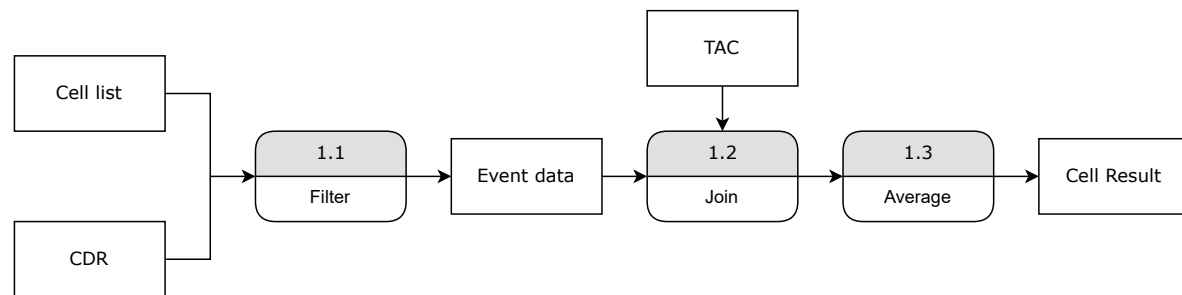 TAC
Cell list
1.1
Filter
Event data
1.2
Join
1.3
Average
Cell Result
CDR